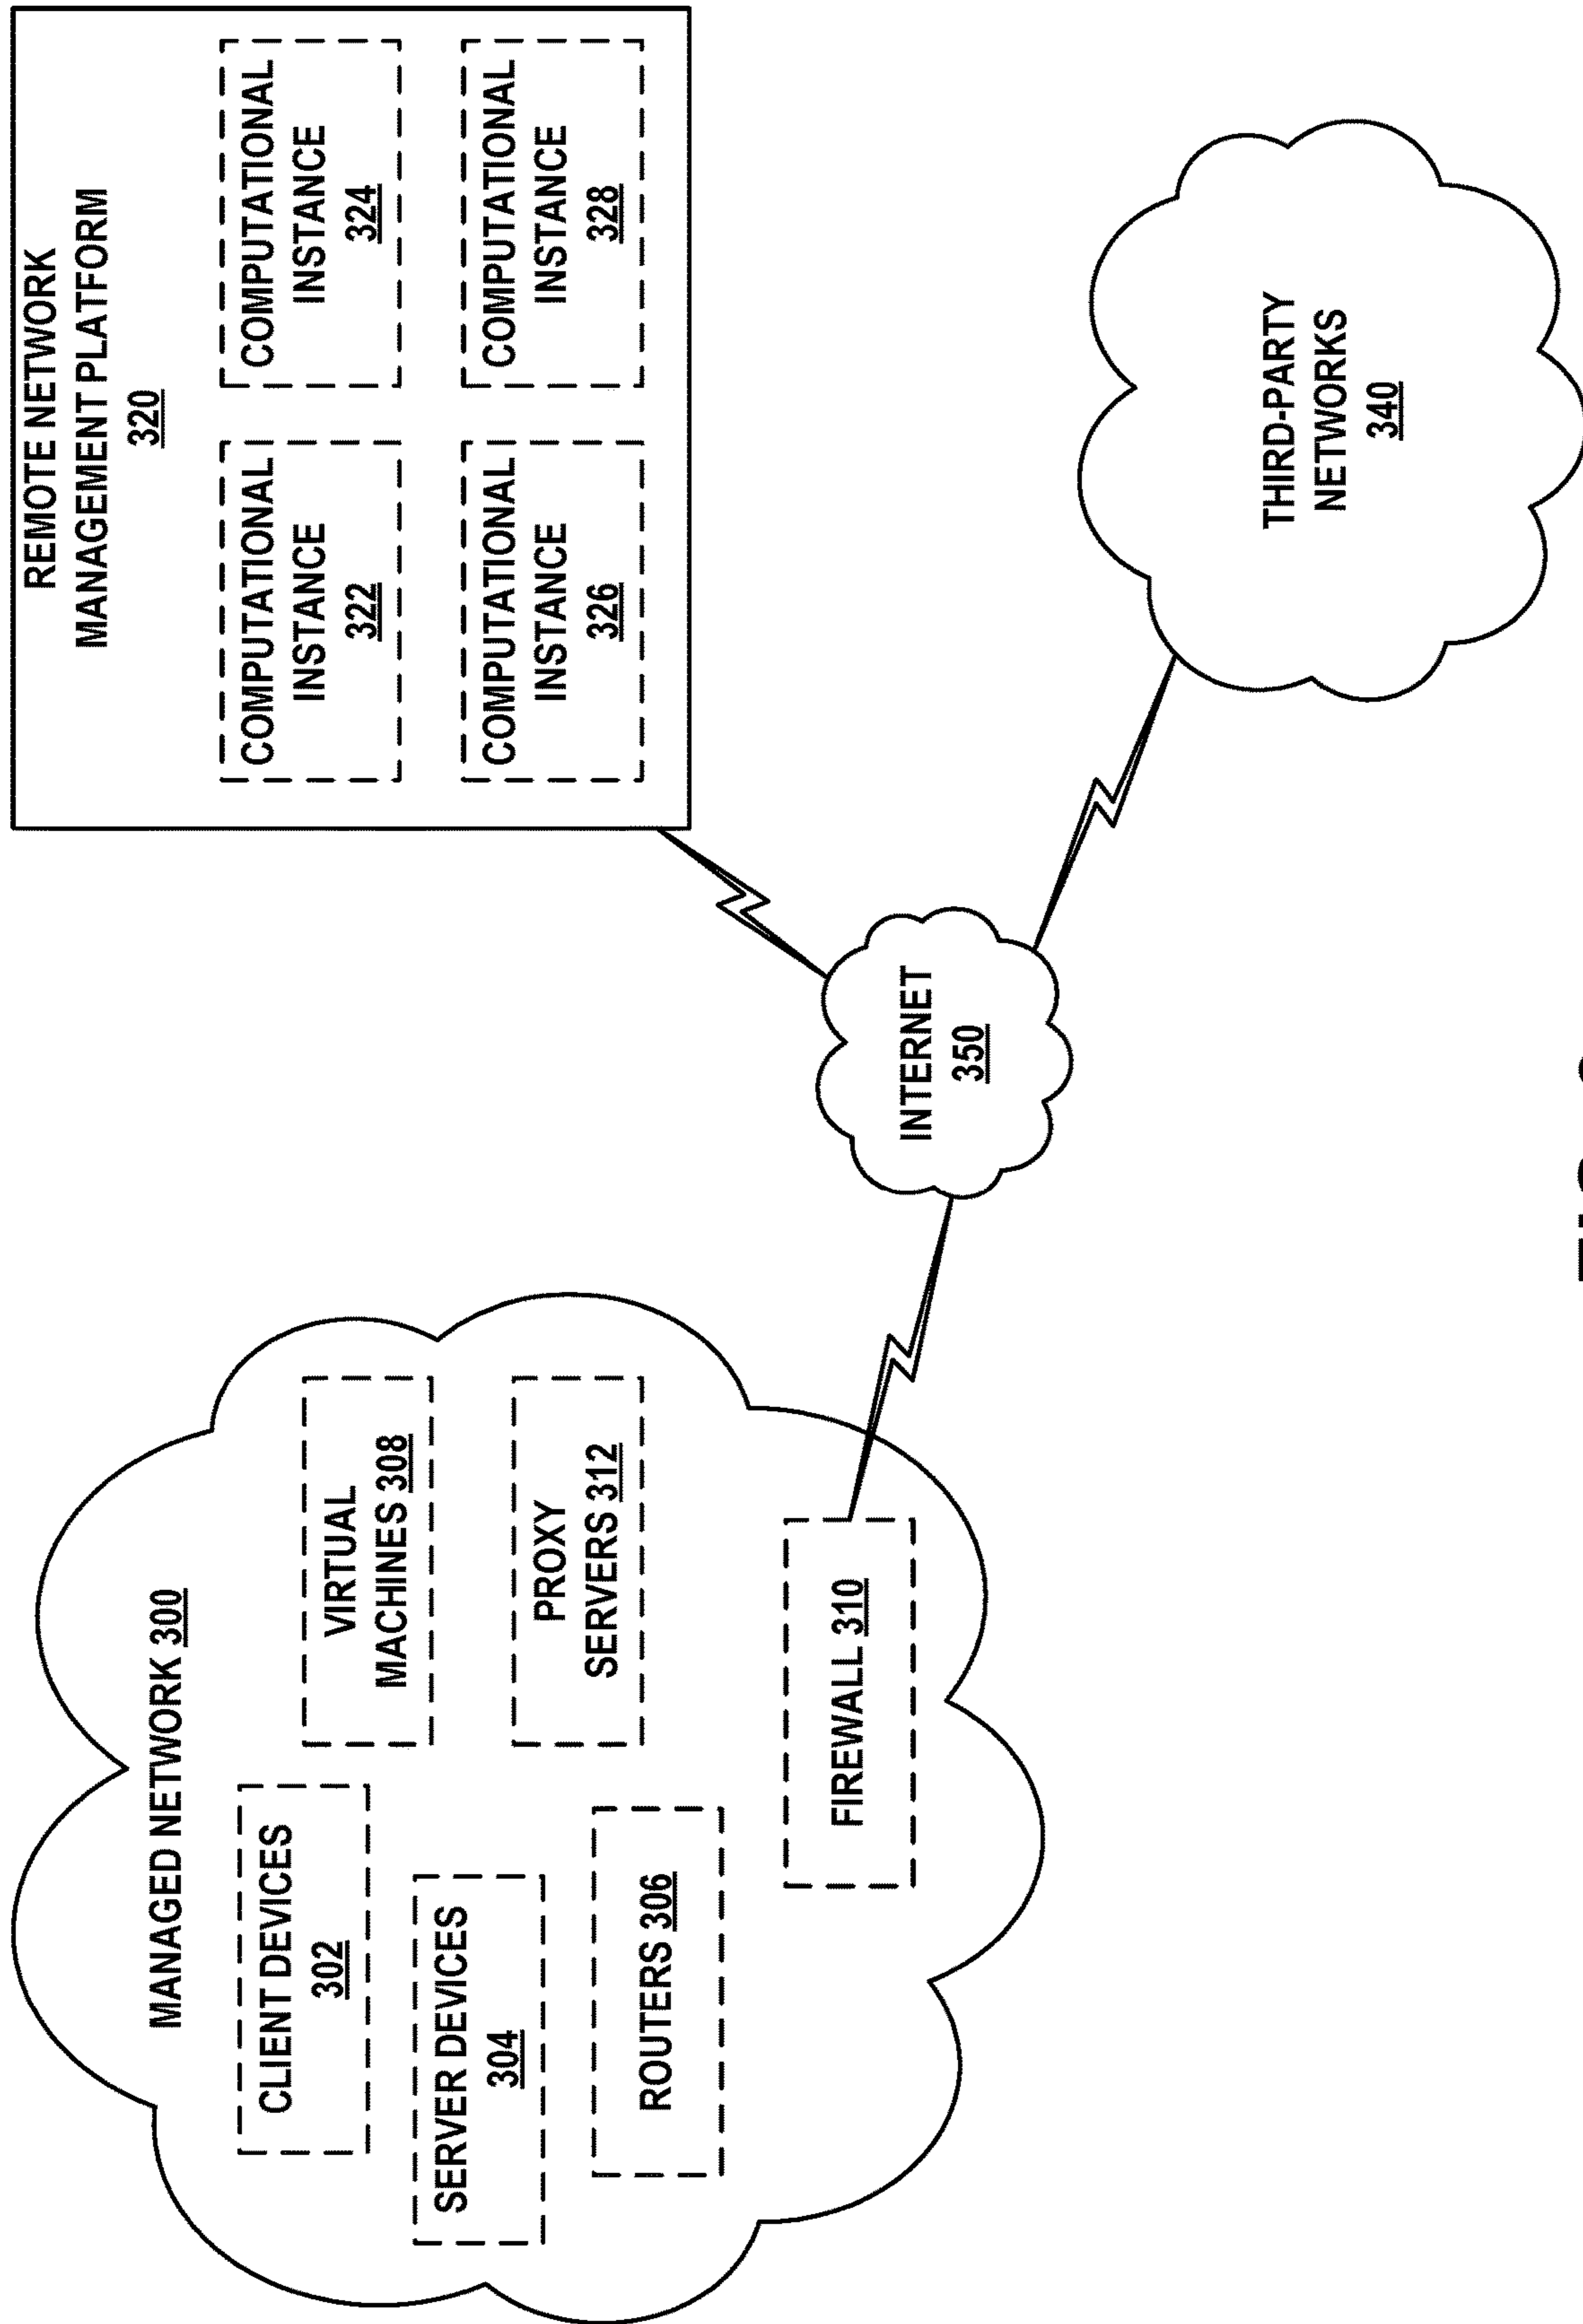 MANAGED NETWORK 300
CLIENT DEVICES
302
SERVER DEVICES
304
ROUTERS 306
VIRTUAL
MACHINES 308
PROXY
SERVERS 312
FIREWALL 310
INTERNET
350
REMOTE NETWORK
MANAGEMENT PLATFORM
320
COMPUTATIONAL
INSTANCE
322
COMPUTATIONAL
INSTANCE
324
COMPUTATIONAL
INSTANCE
326
COMPUTATIONAL
INSTANCE
328
THIRD-PARTY
NETWORKS
340